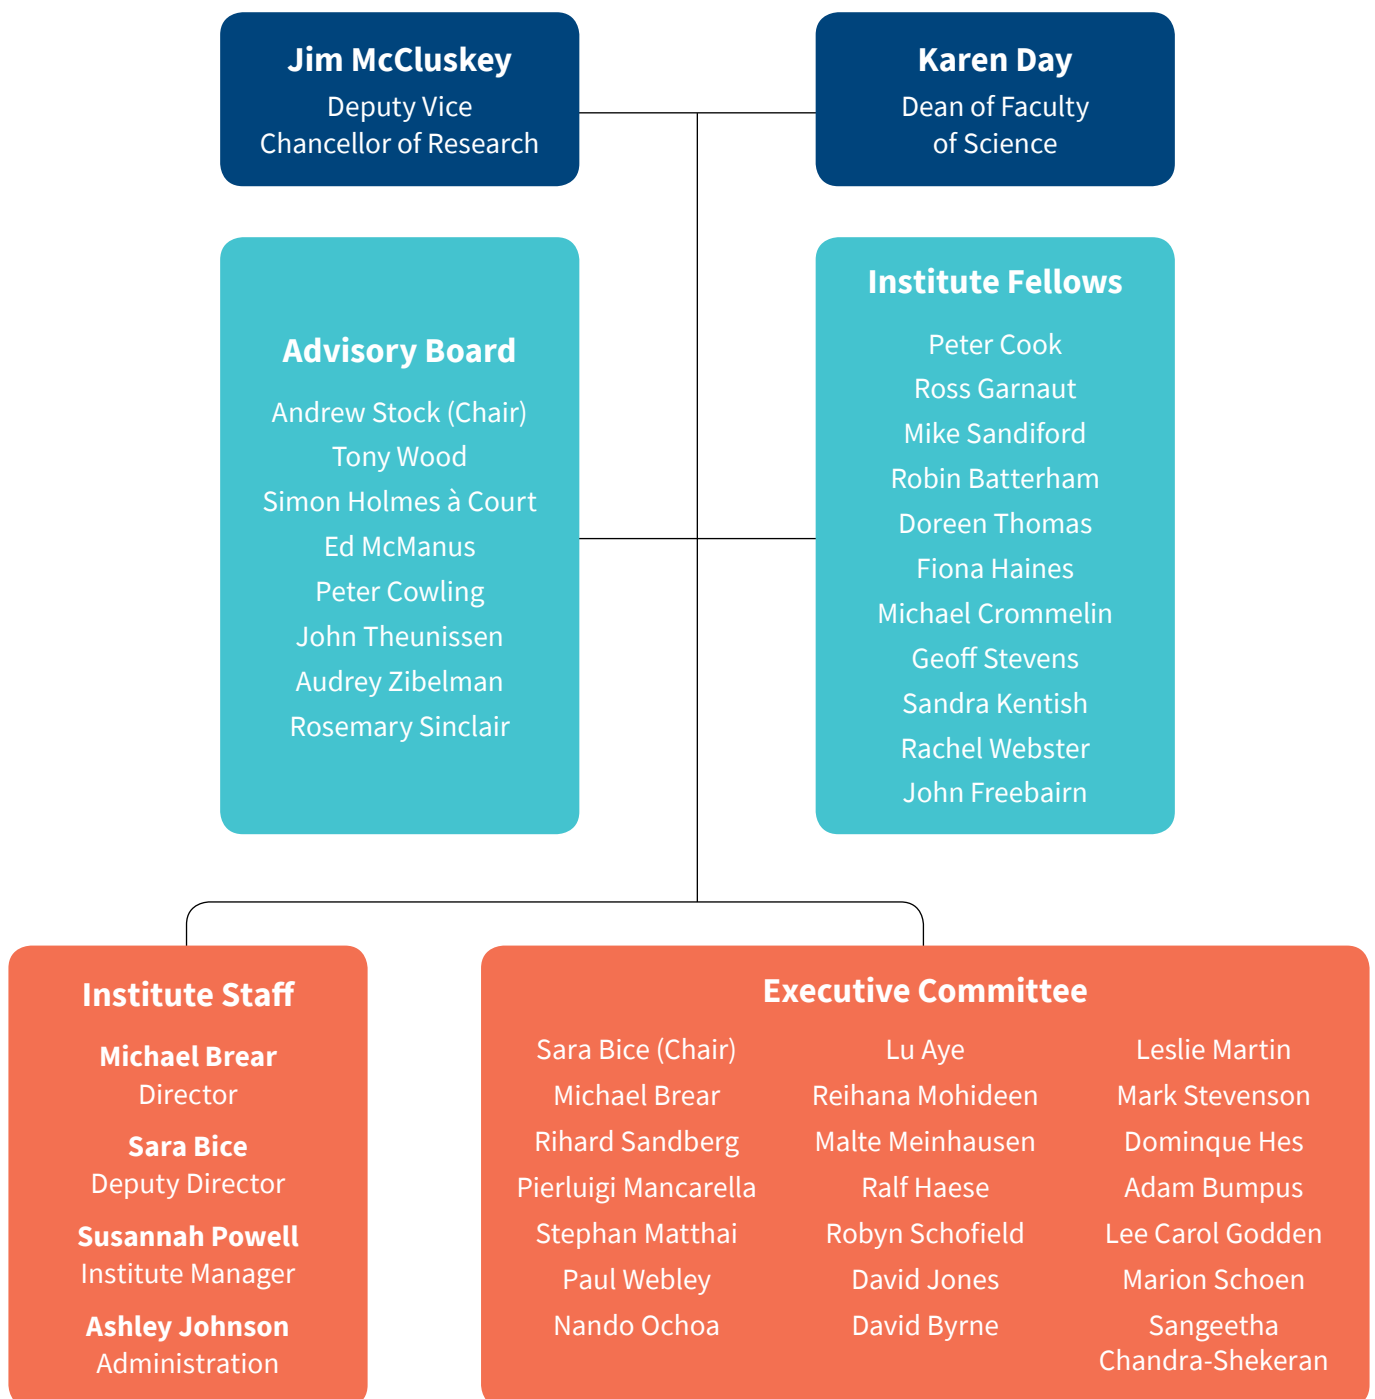 Jim McCluskey
Deputy Vice
Chancellor of Research
Karen Day
Dean of Faculty
of Science
Advisory Board
Andrew Stock (Chair)
Tony Wood
Simon Holmes à Court
Ed McManus
Peter Cowling
John Theunissen
Audrey Zibelman
Rosemary Sinclair
Institute Fellows
Peter Cook
Ross Garnaut
Mike Sandiford
Robin Batterham
Doreen Thomas
Fiona Haines
Michael Crommelin
Geoff Stevens
Sandra Kentish
Rachel Webster
John Freebairn
Institute Staff
Michael Brear
Director
Sara Bice
Deputy Director
Susannah Powell
Institute Manager
Ashley Johnson
Administration
Executive Committee
Sara Bice (Chair)
Michael Brear
Rihard Sandberg
Pierluigi Mancarella
Stephan Matthai
Paul Webley
Nando Ochoa
Lu Aye
Reihana Mohideen
Malte Meinhausen
Ralf Haese
Robyn Schofield
David Jones
David Byrne
Leslie Martin
Mark Stevenson
Dominque Hes
Adam Bumpus
Lee Carol Godden
Marion Schoen
Sangeetha
Chandra-Shekeran